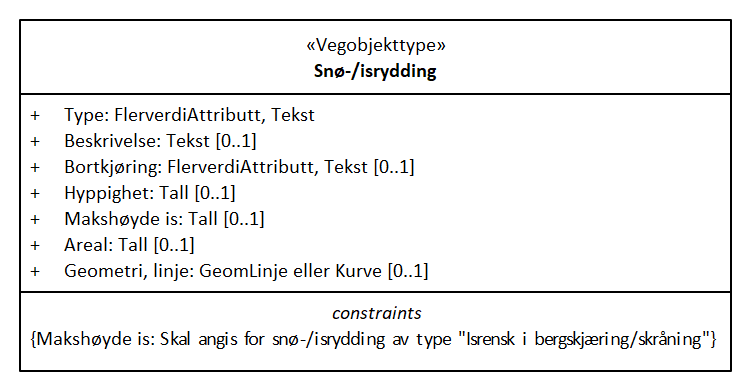 «Vegobjekttype»
Snø-/isrydding
+ Type: FlerverdiAttributt, Tekst
+ Beskrivelse: Tekst [0..1]
+ Bortkjøring: FlerverdiAttributt, Tekst [0..1]
+ Hyppighet: Tall [0..1]
+ Makshøyde is: Tall [0..1]
+ Areal: Tall [0..1]
+ Geometri, linje: GeomLinje eller Kurve [0..1]
constraints
{Makshøyde is: Skal angis for snø-/isrydding av type "Isrensk i bergskjæring/skråning"}